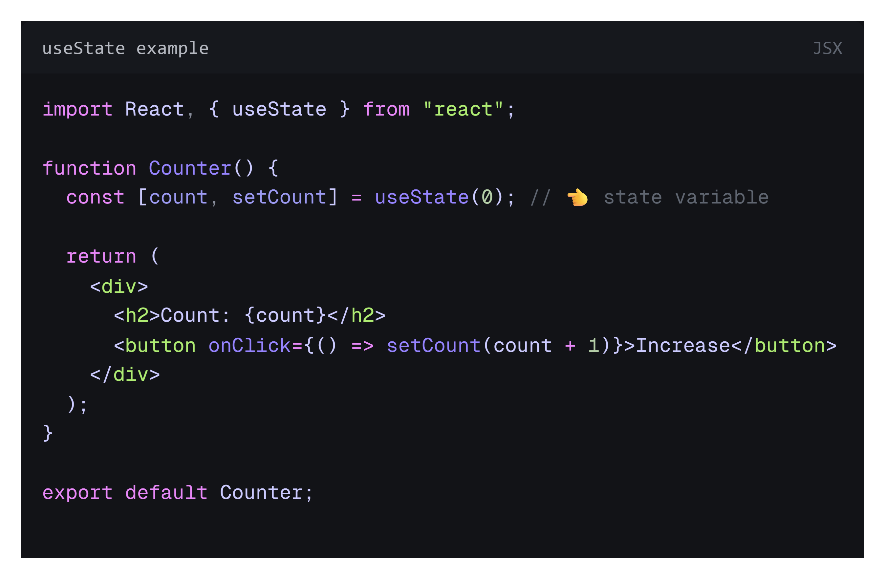 useState example
JSX
import React, { useState } from "react";
function Counter() {
  const [count, setCount] = useState(0); // 👈 state variable
  return (
    <div>
      <h2>Count: {count}</h2>
      <button onClick={() => setCount(count + 1)}>Increase</button>
    </div>
  );
}
export default Counter;